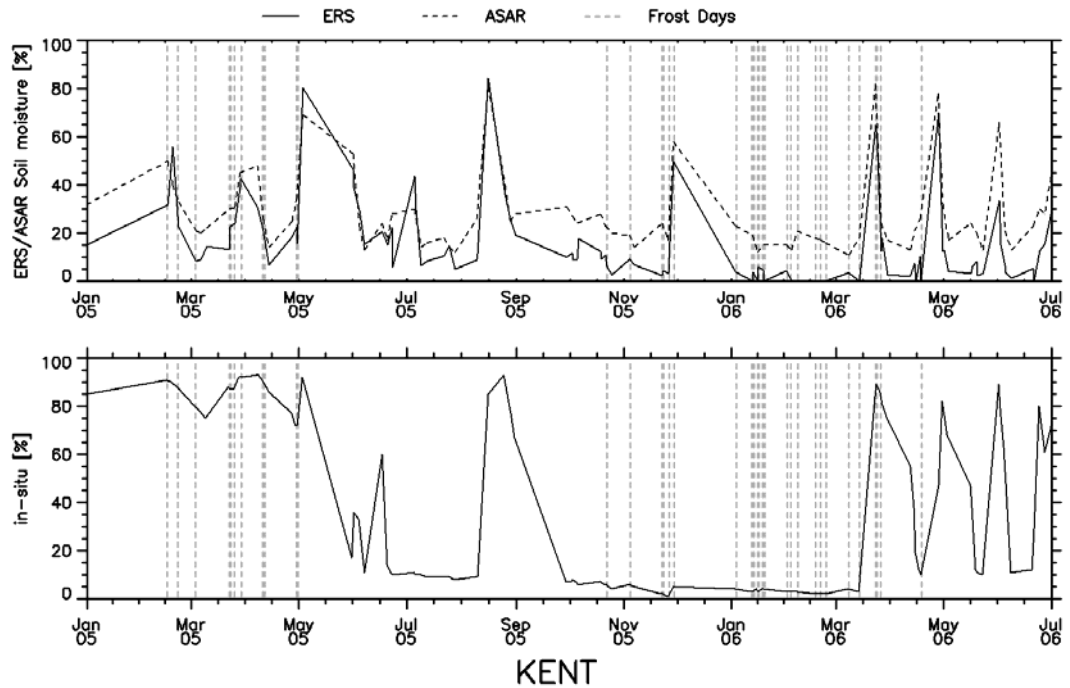 ERS ASAR Frost Days
ERS/ASAR Soil moisture [%]
100
80
60
40
20
0
Jan Mar May Jul Sep Nov Jan Mar May Jul
05 05 05 05 05 05 06 06 06 06
in-situ [%]
100
80
60
40
20
0
Jan Mar May Jul Sep Nov Jan Mar May Jul
05 05 05 05 05 05 06 06 06 06
KENT